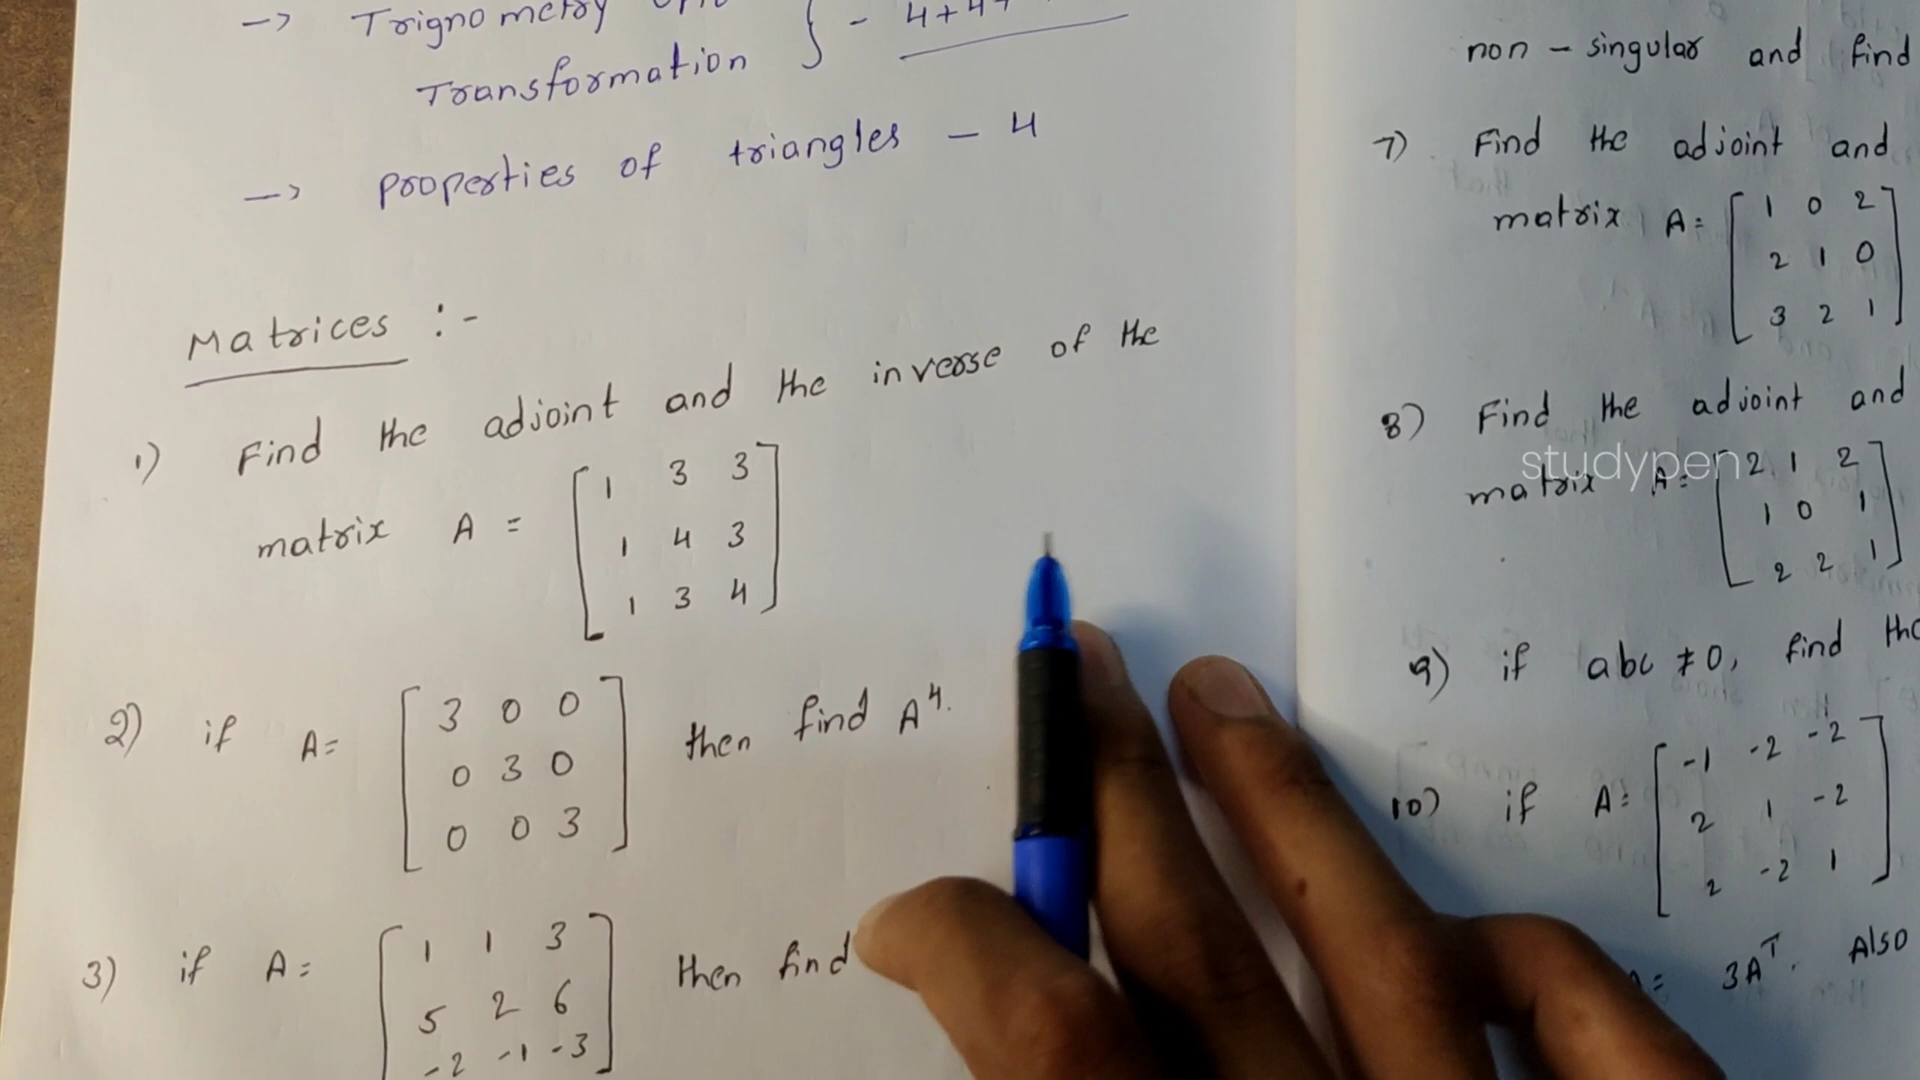 -> Trignometry
Transformation } - 4+4+
-> properties of triangles - 4
Matrices :-
1) Find the adjoint and the inverse of the
matrix A = [ 1 3 3
1 4 3
1 3 4 ]
2) if A= [ 3 0 0
0 3 0
0 0 3 ] then find A⁴.
3) if A= [ 1 1 3
5 2 6
-2 -1 -3 ] then find
non - singular and find
7) Find the adjoint and
matrix A= [ 1 0 2
2 1 0
3 2 1 ]
8) Find the adjoint and
studypen
matrix A= [ 2 1 2
1 0 1
2 2 1 ]
9) if abc ≠ 0, find the
10) if A= [ -1 -2 -2
2 1 -2
2 -2 1 ]
= 3Aᵀ. Also